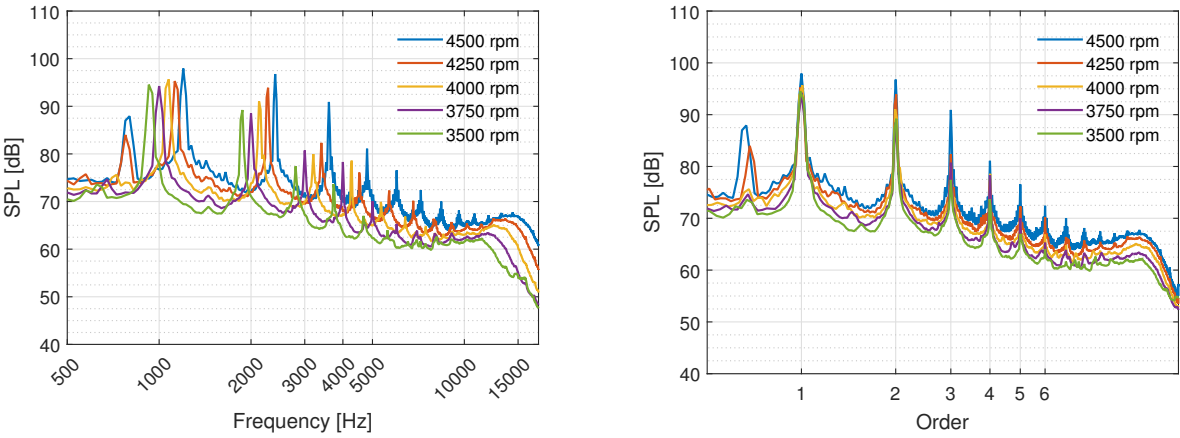 110
100
90
80
70
60
50
40
SPL [dB]
4500 rpm
4250 rpm
4000 rpm
3750 rpm
3500 rpm
500
1000
2000
3000
4000
5000
10000
15000
Frequency [Hz]
110
100
90
80
70
60
50
40
SPL [dB]
4500 rpm
4250 rpm
4000 rpm
3750 rpm
3500 rpm
1
2
3
4
5
6
Order